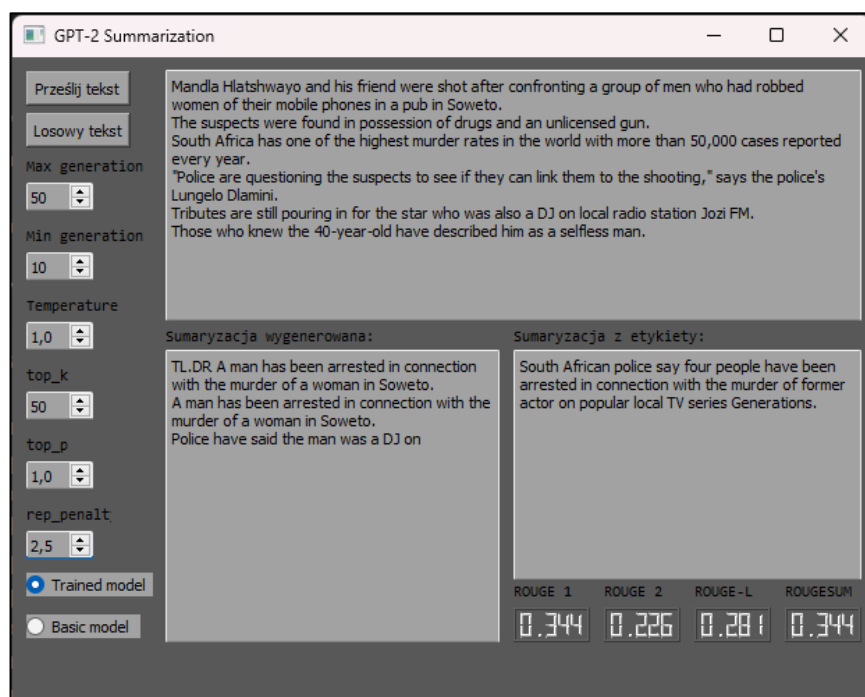 GPT-2 Summarization
Prześlij tekst
Losowy tekst
Max generation
50
Min generation
10
Temperature
1,0
top_k
50
top_p
1,0
rep_penalt
2,5
Trained model
Basic model
Mandla Hlatshwayo and his friend were shot after confronting a group of men who had robbed
women of their mobile phones in a pub in Soweto.
The suspects were found in possession of drugs and an unlicensed gun.
South Africa has one of the highest murder rates in the world with more than 50,000 cases reported
every year.
"Police are questioning the suspects to see if they can link them to the shooting," says the police's
Lungelo Dlamini.
Tributes are still pouring in for the star who was also a DJ on local radio station Jozi FM.
Those who knew the 40-year-old have described him as a selfless man.
Sumaryzacja wygenerowana:
TL.DR A man has been arrested in connection
with the murder of a woman in Soweto.
A man has been arrested in connection with the
murder of a woman in Soweto.
Police have said the man was a DJ on
Sumaryzacja z etykiety:
South African police say four people have been
arrested in connection with the murder of former
actor on popular local TV series Generations.
ROUGE 1 ROUGE 2 ROUGE-L ROUGESUM
0.344 0.226 0.281 0.344